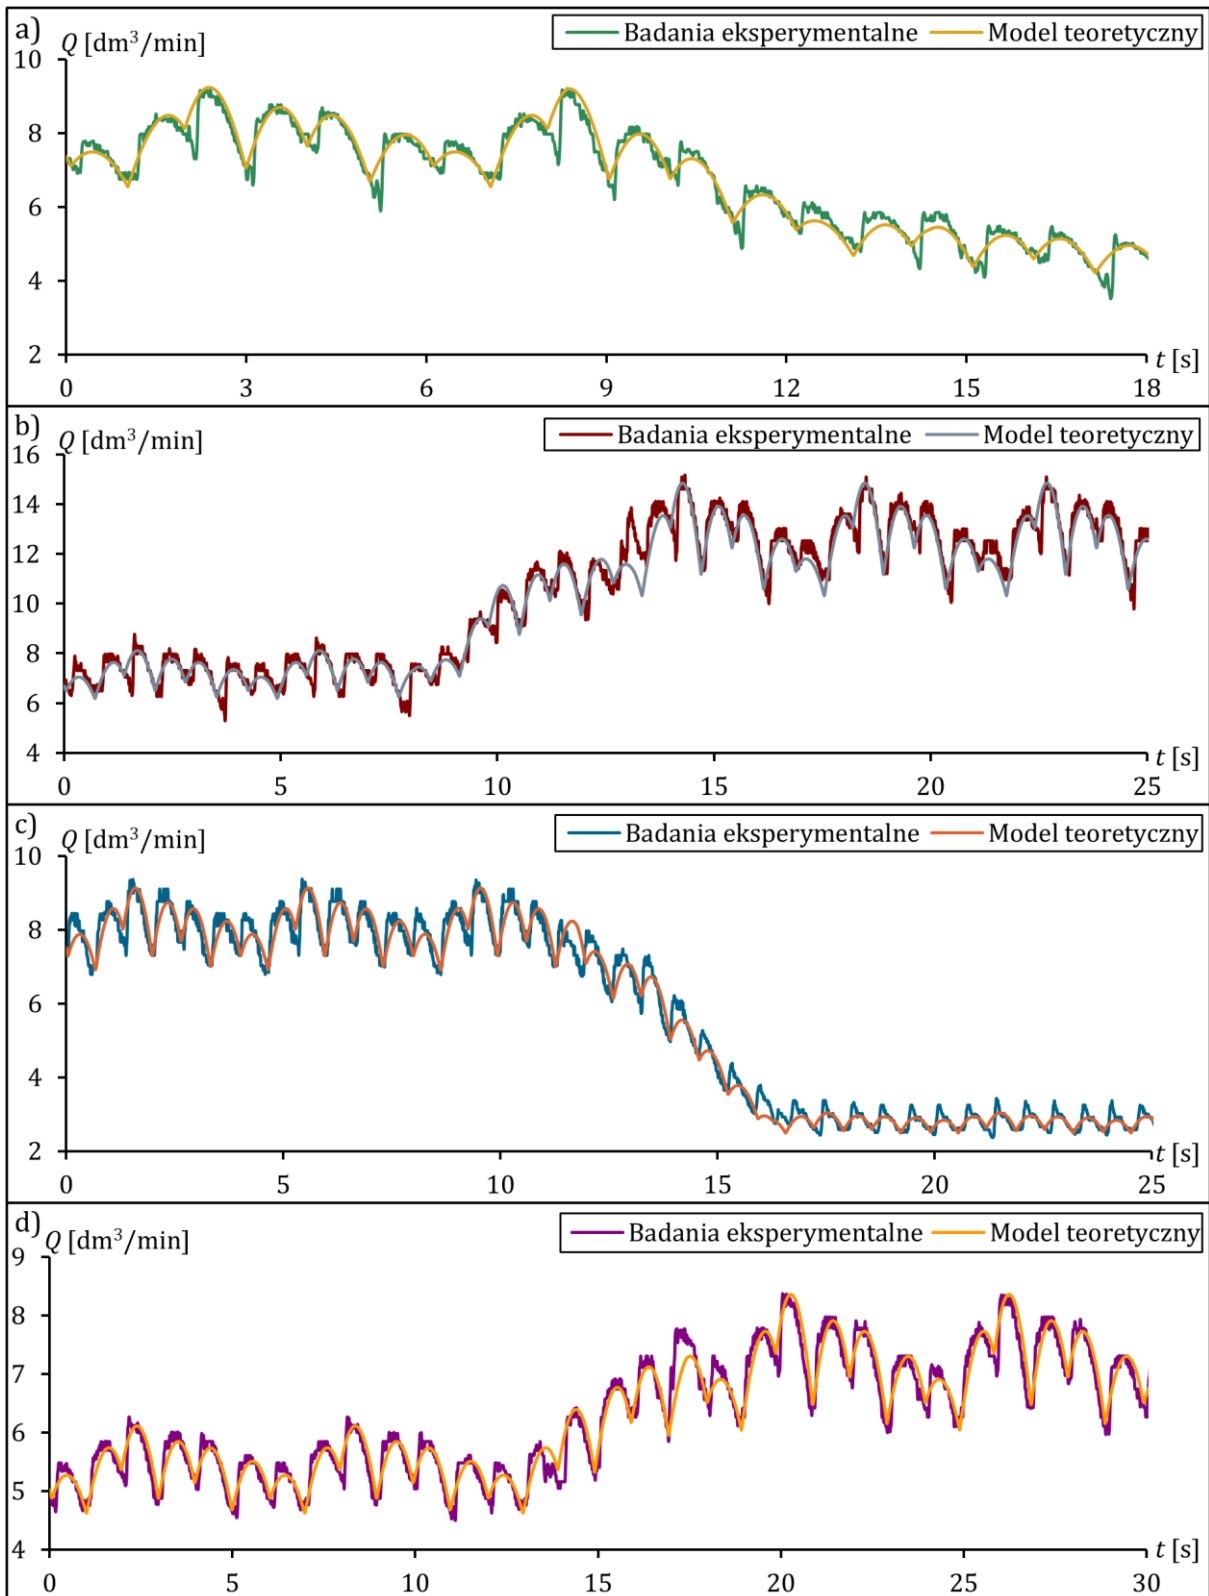 a)
Q [dm³/min]
Badania eksperymentalne
Model teoretyczny
10
8
6
4
2
t [s]
0 3 6 9 12 15 18
b)
Q [dm³/min]
Badania eksperymentalne
Model teoretyczny
16
14
12
10
8
6
4
t [s]
0 5 10 15 20 25
c)
Q [dm³/min]
Badania eksperymentalne
Model teoretyczny
10
8
6
4
2
t [s]
0 5 10 15 20 25
d)
Q [dm³/min]
Badania eksperymentalne
Model teoretyczny
9
8
7
6
5
4
t [s]
0 5 10 15 20 25 30